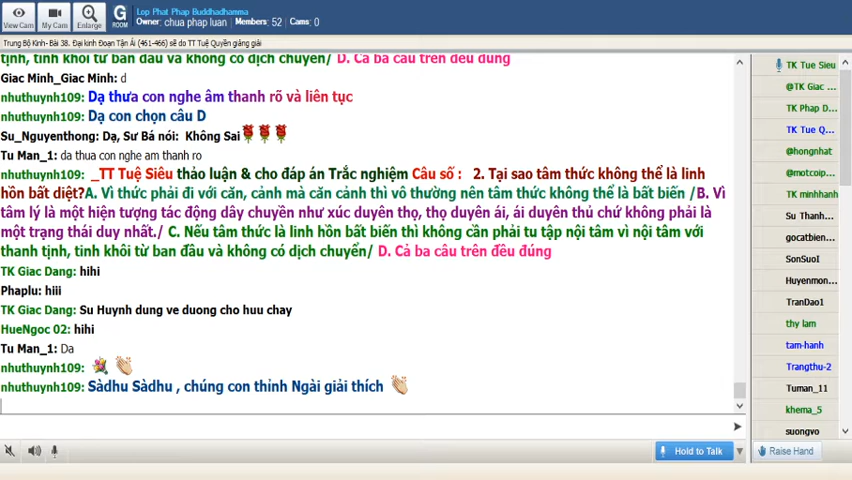 View Cam
My Cam
Enlarge
G
ROOM
Lop Phat Phap Buddhadhamma
Owner: chua phap luan Members: 52 Cams: 0
Trung Bộ Kinh- Bài 38. Đại kinh Đoạn Tận Ái (461-466) sẽ do TT Tuệ Quyền giảng giải
tịnh, tinh khôi từ ban đầu và không có dịch chuyển/ D. Cả ba câu trên đều đúng
Giac Minh_Giac Minh: d
nhuthuynh109: Dạ thưa con nghe âm thanh rõ và liên tục
nhuthuynh109: Dạ con chọn câu D
Su_Nguyenthong: Dạ, Sư Bá nói: Không Sai
Tu Man_1: da thua con nghe am thanh ro
nhuthuynh109: _TT Tuệ Siêu thảo luận & cho đáp án Trắc nghiệm Câu số : 2. Tại sao tâm thức không thể là linh
hồn bất diệt?A. Vì thức phải đi với căn, cảnh mà căn cảnh thì vô thường nên tâm thức không thể là bất biến /B. Vì
tâm lý là một hiện tượng tác động dây chuyền như xúc duyên thọ, thọ duyên ái, ái duyên thủ chứ không phải là
một trạng thái duy nhất./ C. Nếu tâm thức là linh hồn bất biến thì không cần phải tu tập nội tâm vì nội tâm với
thanh tịnh, tinh khôi từ ban đầu và không có dịch chuyển/ D. Cả ba câu trên đều đúng
TK Giac Dang: hihi
Phaplu: hiii
TK Giac Dang: Su Huynh dung ve duong cho huu chay
HueNgoc 02: hihi
Tu Man_1: Da
nhuthuynh109:
nhuthuynh109: Sàdhu Sàdhu , chúng con thỉnh Ngài giải thích
Hold to Talk
Raise Hand
TK Tue Sieu
@TK Giac ...
TK Phap D...
TK Tue Q...
@hongnhat
@motcoip...
TK minhhanh
Su Thanh...
gocatbien...
SonSuoI
Huyenmon...
TranDao1
thy lam
tam-hanh
Trangthu-2
Tuman_11
khema_5
suongvo